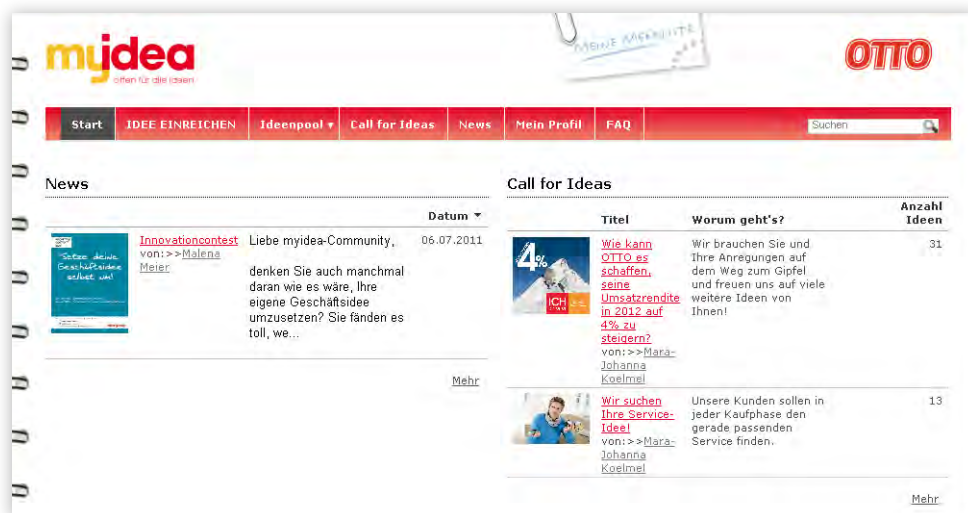 MEINE MERKLISTE
myidea
offen für alle ideen
OTTO
Start IDEE EINREICHEN Ideenpool Call for Ideas News Mein Profil FAQ Suchen
News
Datum
Setze deine
Geschäftsidee
selbst um!
Innovationcontest
von:>>Malena
Meier
Liebe myidea-Community,
denken Sie auch manchmal
daran wie es wäre, Ihre
eigene Geschäftsidee
umzusetzen? Sie fänden es
toll, we...
06.07.2011
Mehr
Call for Ideas
Titel
Worum geht's?
Anzahl
Ideen
4%
ICH
Wie kann
OTTO es
schaffen,
seine
Umsatzrendite
in 2012 auf
4% zu
steigern?
von:>>Mara-
Johanna
Koelmel
Wir brauchen Sie und
Ihre Anregungen auf
dem Weg zum Gipfel
und freuen uns auf viele
weitere Ideen von
Ihnen!
31
Wir suchen
Ihre Service-
Idee!
von:>>Mara-
Johanna
Koelmel
Unsere Kunden sollen in
jeder Kaufphase den
gerade passenden
Service finden.
13
Mehr